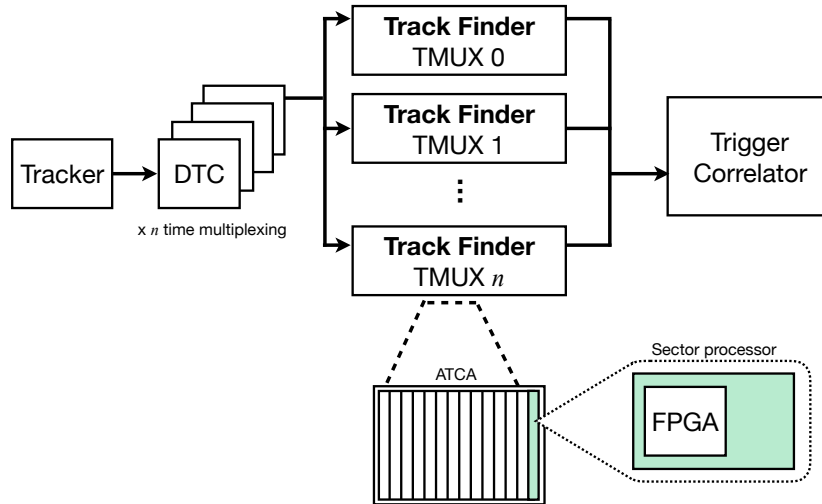 Track Finder
TMUX 0
Track Finder
TMUX 1
Tracker
DTC
Trigger
Correlator
x n time multiplexing
⋮
Track Finder
TMUX n
ATCA
Sector processor
FPGA